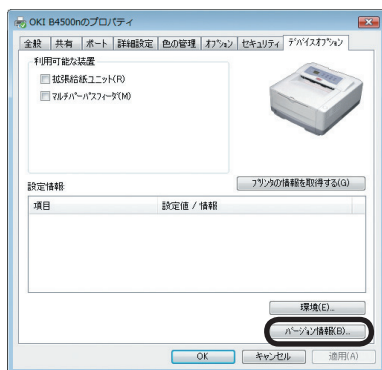 OKI B4500nのプロパティ
全般 共有 ポート 詳細設定 色の管理 オプション セキュリティ デバイスオプション
利用可能な装置
拡張給紙ユニット(R)
マルチパーパスフィーダ(M)
プリンタの情報を取得する(G)
設定情報
項目 設定値 / 情報
環境(E)...
バージョン情報(B)...
OK キャンセル 適用(A)